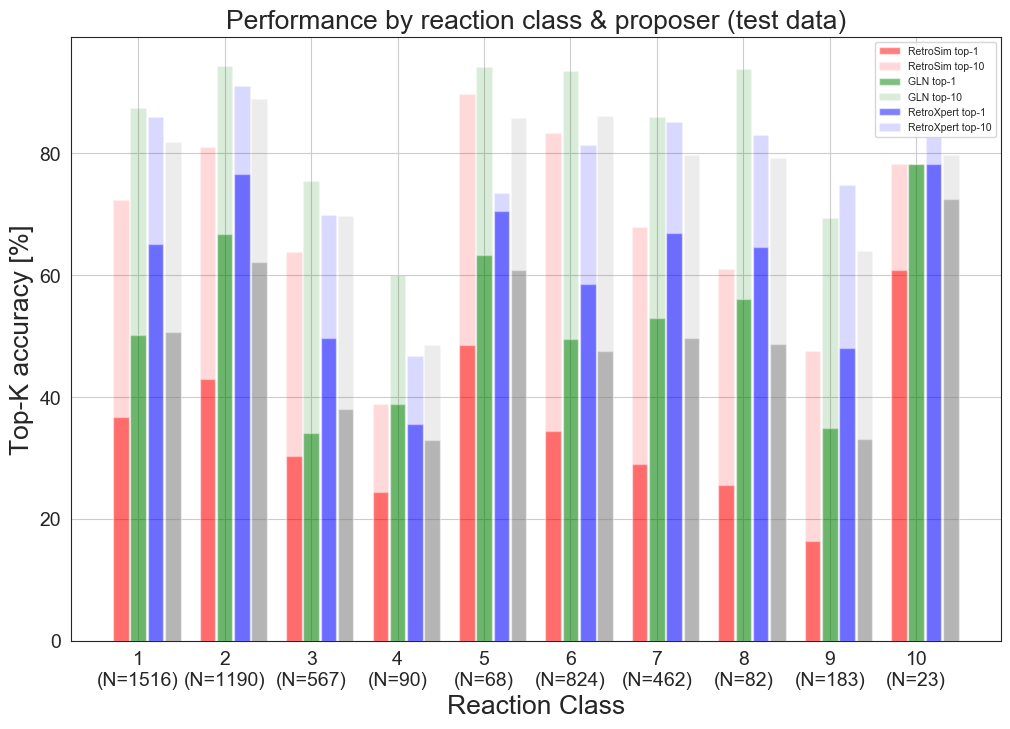 Performance by reaction class & proposer (test data)
RetroSim top-1
RetroSim top-10
GLN top-1
GLN top-10
RetroXpert top-1
RetroXpert top-10
Top-K accuracy [%]
80
60
40
20
0
1 2 3 4 5 6 7 8 9 10
(N=1516) (N=1190) (N=567) (N=90) (N=68) (N=824) (N=462) (N=82) (N=183) (N=23)
Reaction Class